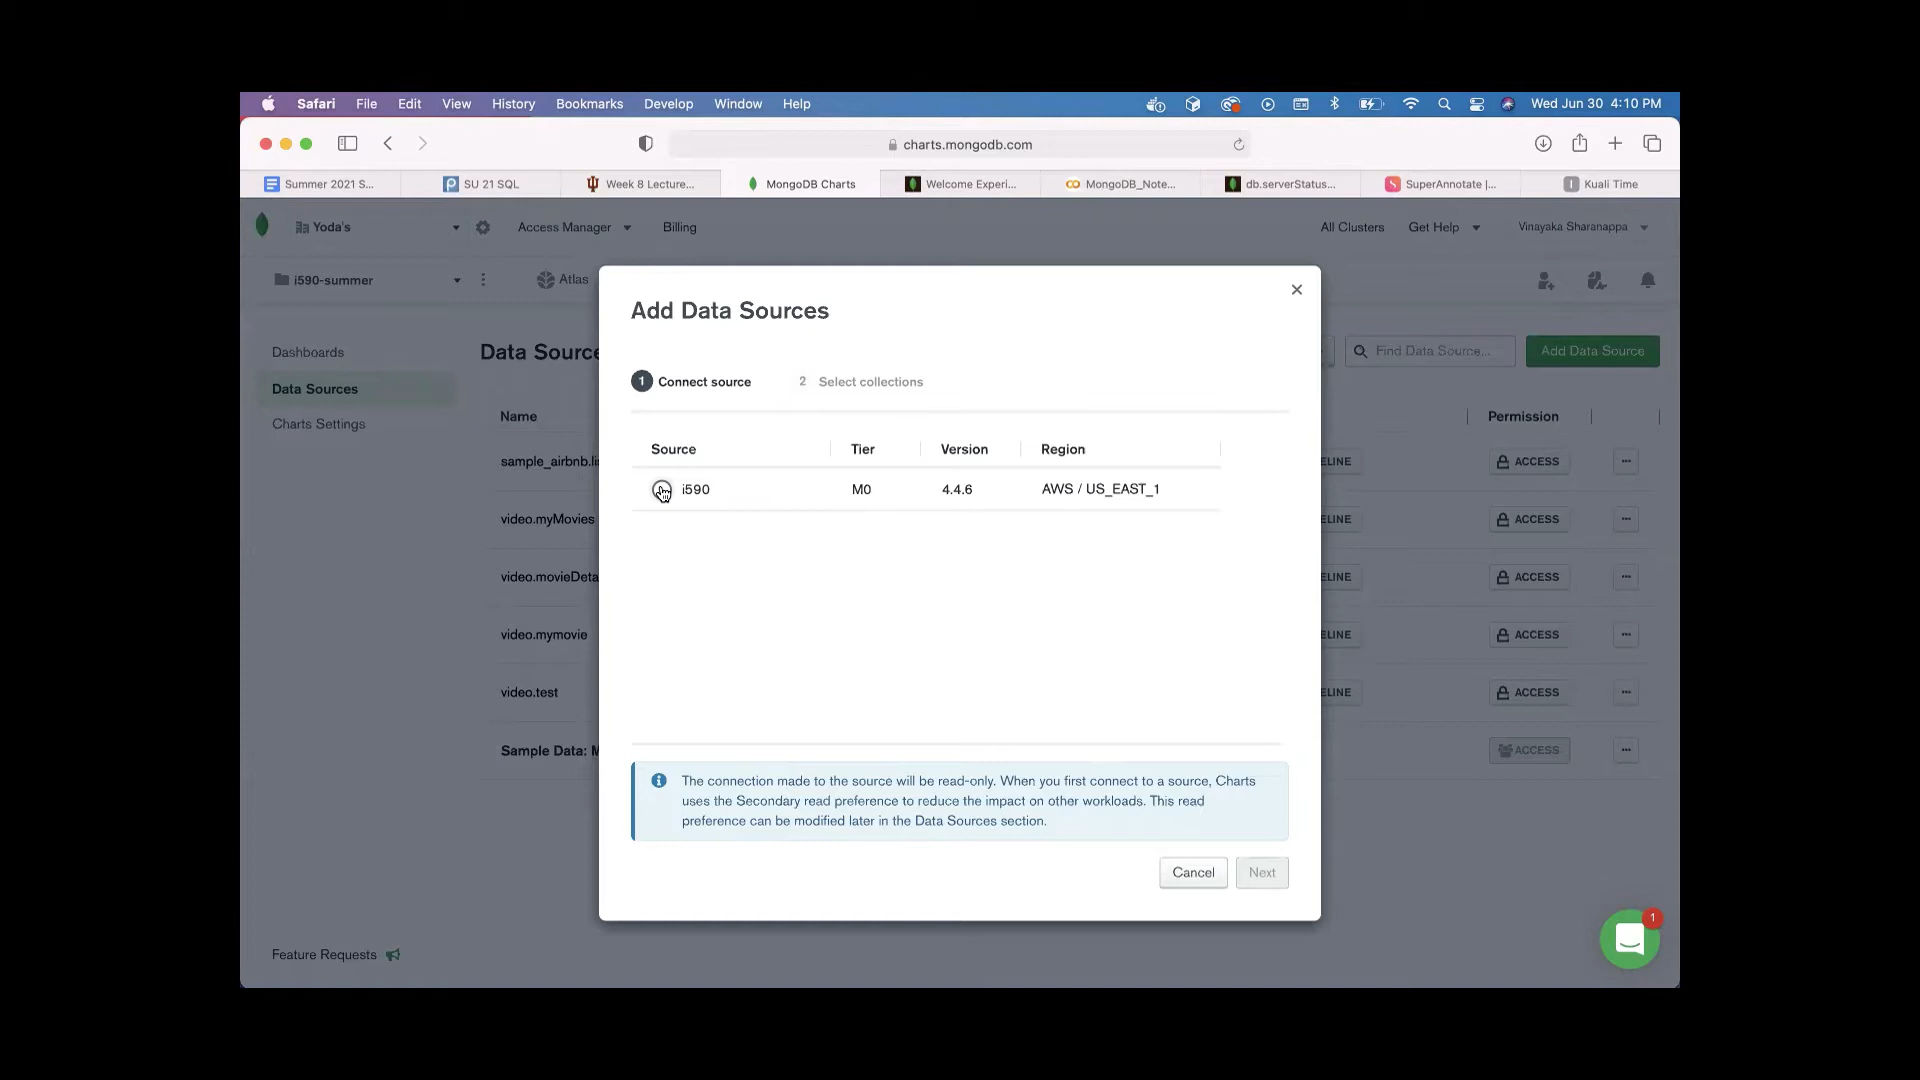 Safari File Edit View History Bookmarks Develop Window Help Wed Jun 30 4:10 PM
charts.mongodb.com
Summer 2021 S... SU 21 SQL Week 8 Lecture... MongoDB Charts Welcome Experi... MongoDB_Note... db.serverStatus... SuperAnnotate |... Kuali Time
Yoda's Access Manager Billing All Clusters Get Help Vinayaka Sharanappa
i590-summer Atlas
Add Data Sources
Dashboards
Data Sources
Charts Settings
Data Source
Find Data Source...
Add Data Source
1 Connect source 2 Select collections
Name Permission
Source Tier Version Region
i590 M0 4.4.6 AWS / US_EAST_1
sample_airbnb.li ELINE ACCESS
video.myMovies ELINE ACCESS
video.movieDeta ELINE ACCESS
video.mymovie ELINE ACCESS
video.test ELINE ACCESS
Sample Data: M ACCESS
The connection made to the source will be read-only. When you first connect to a source, Charts
uses the Secondary read preference to reduce the impact on other workloads. This read
preference can be modified later in the Data Sources section.
Cancel Next
1
Feature Requests